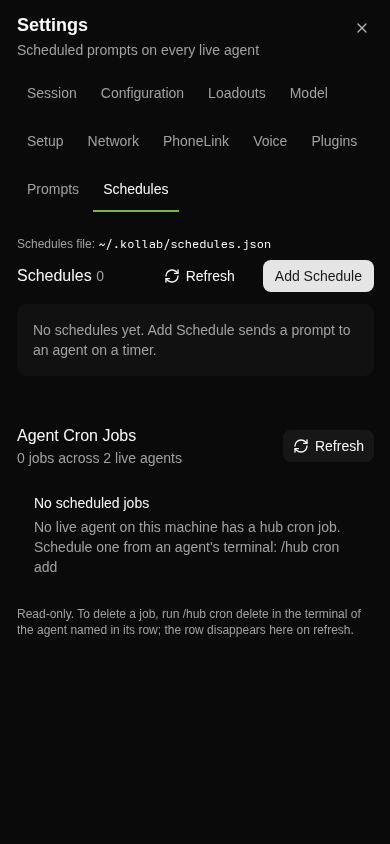 Settings
Scheduled prompts on every live agent
Session Configuration Loadouts Model
Setup Network PhoneLink Voice Plugins
Prompts Schedules
Schedules file: ~/.kollab/schedules.json
Schedules 0 Refresh Add Schedule
No schedules yet. Add Schedule sends a prompt to
an agent on a timer.
Agent Cron Jobs
0 jobs across 2 live agents
Refresh
No scheduled jobs
No live agent on this machine has a hub cron job.
Schedule one from an agent's terminal: /hub cron
add
Read-only. To delete a job, run /hub cron delete in the terminal of
the agent named in its row; the row disappears here on refresh.